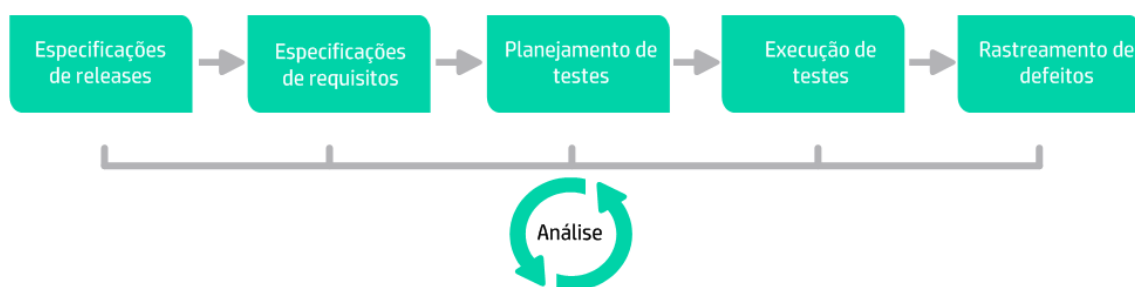 Especificações
de releases
Especificações
de requisitos
Planejamento de
testes
Execução de
testes
Rastreamento de
defeitos
Análise